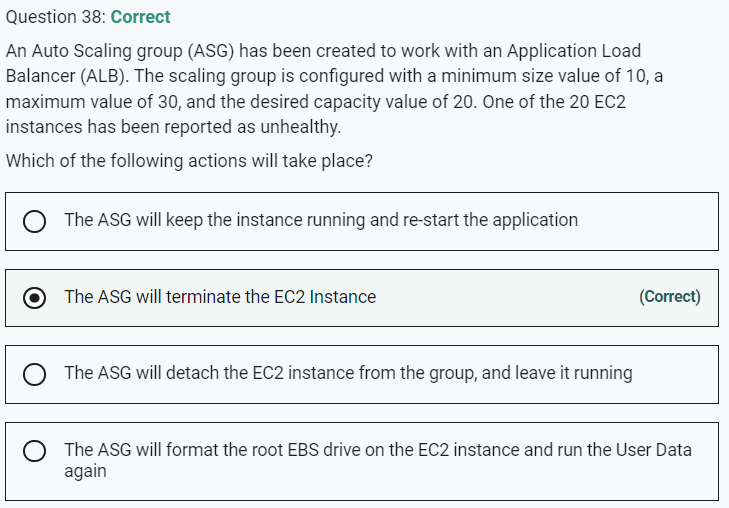 Question 38: Correct
An Auto Scaling group (ASG) has been created to work with an Application Load
Balancer (ALB). The scaling group is configured with a minimum size value of 10, a
maximum value of 30, and the desired capacity value of 20. One of the 20 EC2
instances has been reported as unhealthy.
Which of the following actions will take place?
The ASG will keep the instance running and re-start the application
The ASG will terminate the EC2 Instance (Correct)
The ASG will detach the EC2 instance from the group, and leave it running
The ASG will format the root EBS drive on the EC2 instance and run the User Data
again